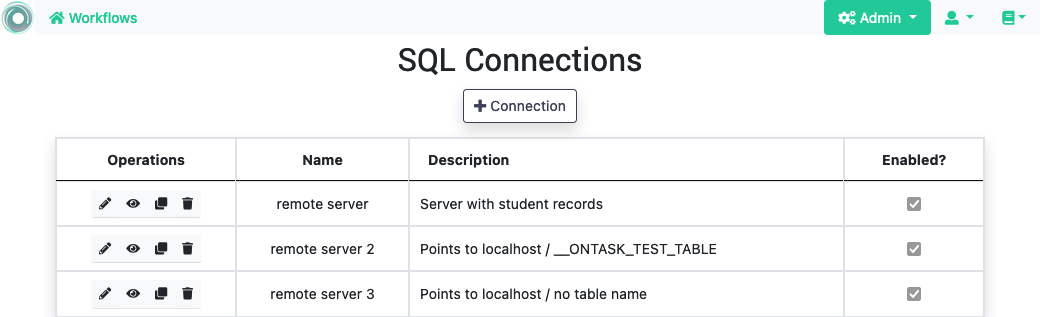 Workflows Admin
SQL Connections
Connection
Operations Name Description Enabled?
remote server Server with student records
remote server 2 Points to localhost / __ONTASK_TEST_TABLE
remote server 3 Points to localhost / no table name